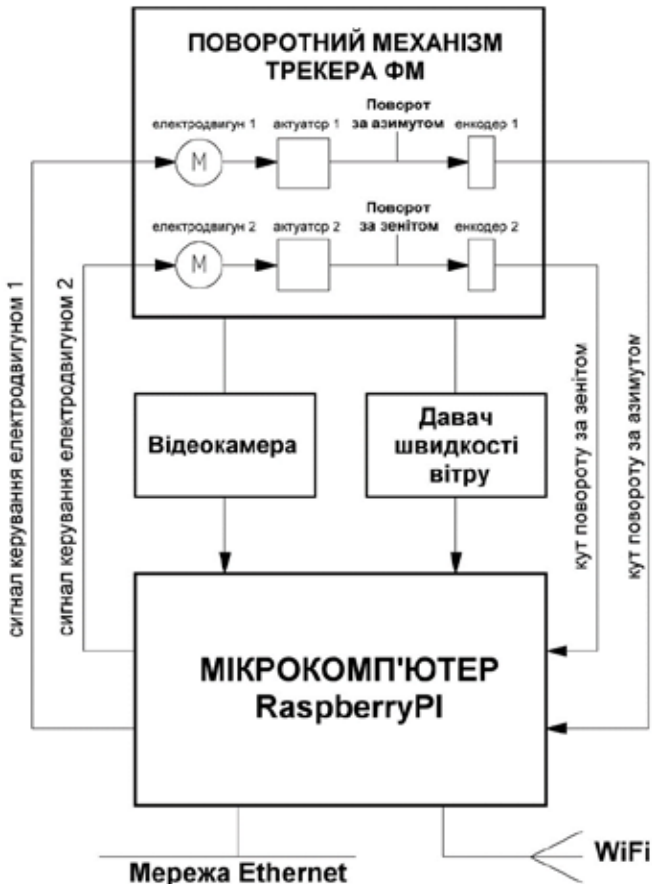 ПОВОРОТНИЙ МЕХАНІЗМ
ТРЕКЕРА ФМ
електродвигун 1
актуатор 1
Поворот
за азимутом
енкодер 1
М
електродвигун 2
актуатор 2
Поворот
за зенітом
енкодер 2
М
сигнал керування електродвигуном 1
сигнал керування електродвигуном 2
Відеокамера
Давач
швидкості
вітру
кут повороту за зенітом
кут повороту за азимутом
МІКРОКОМП'ЮТЕР
RaspberryPI
Мережа Ethernet
WiFi